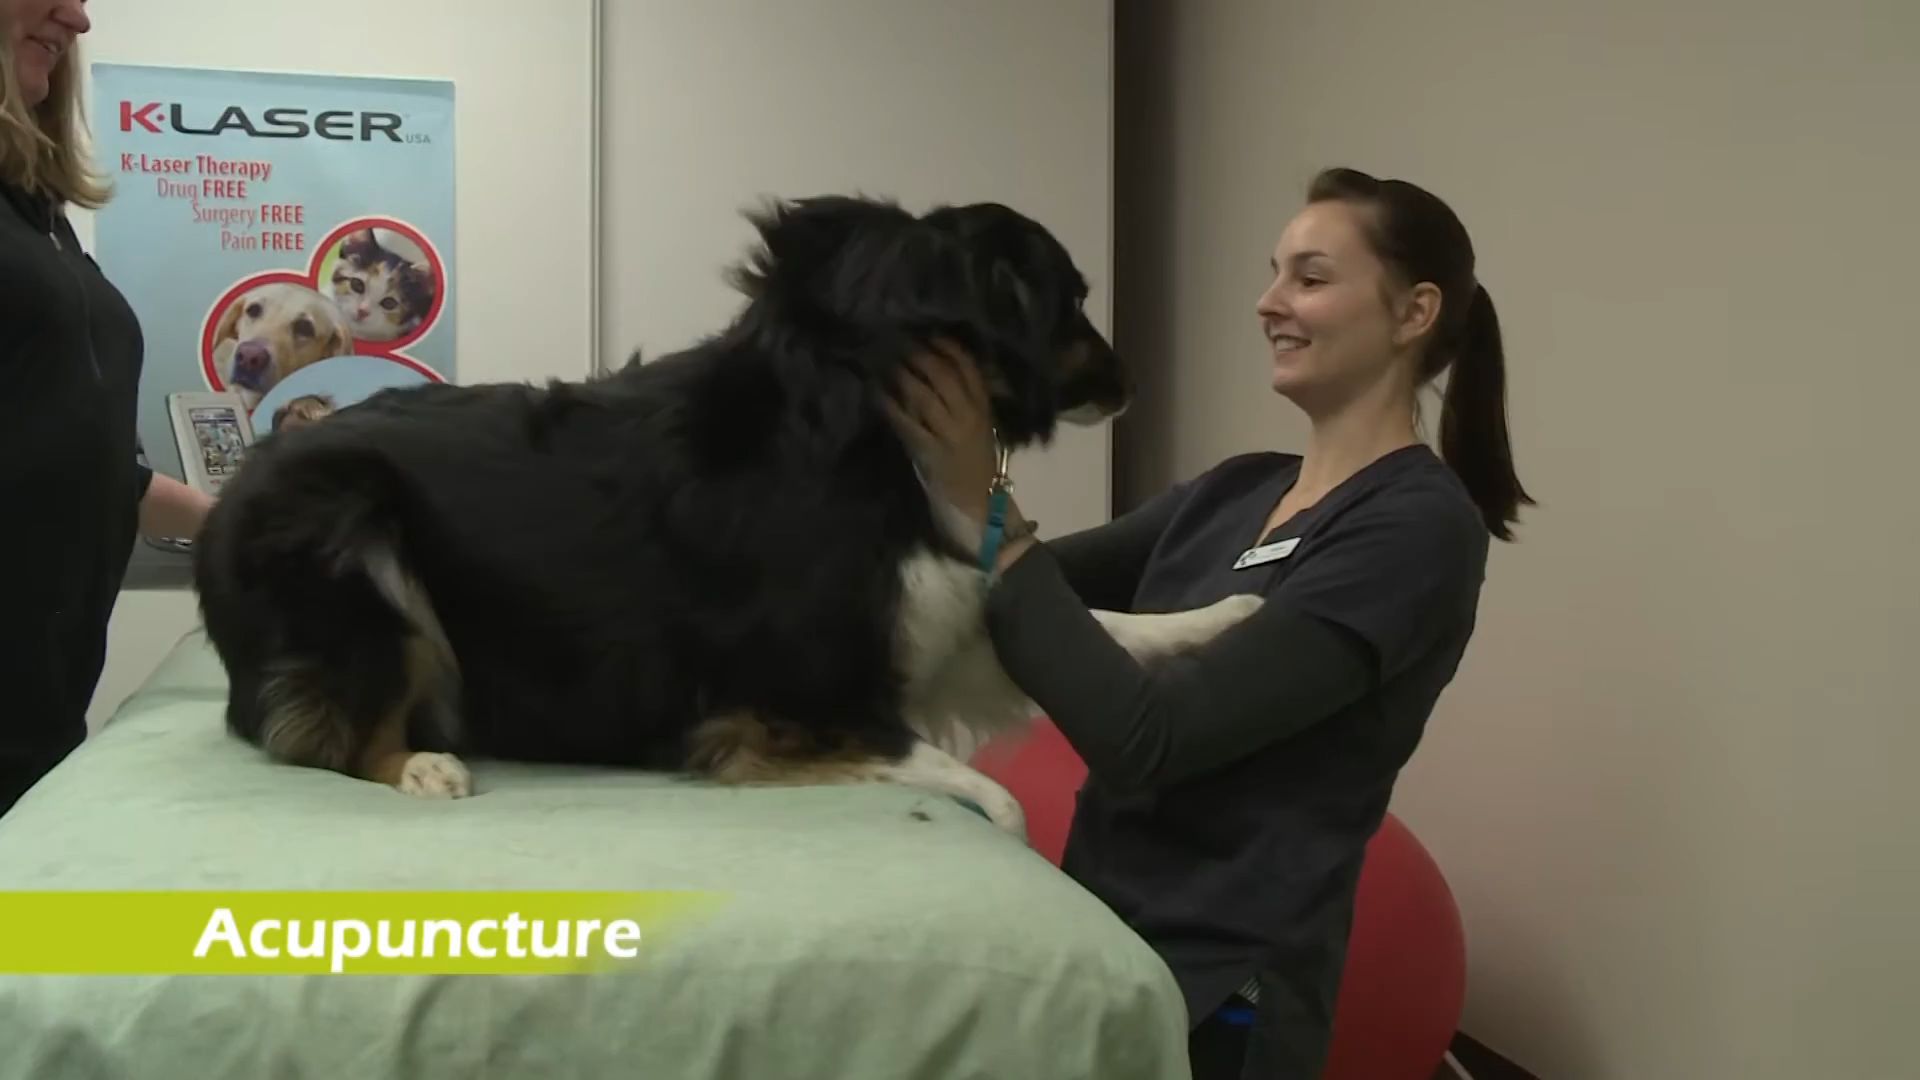 K-LASER USA
K-Laser Therapy
Drug FREE
Surgery FREE
Pain FREE
Acupuncture